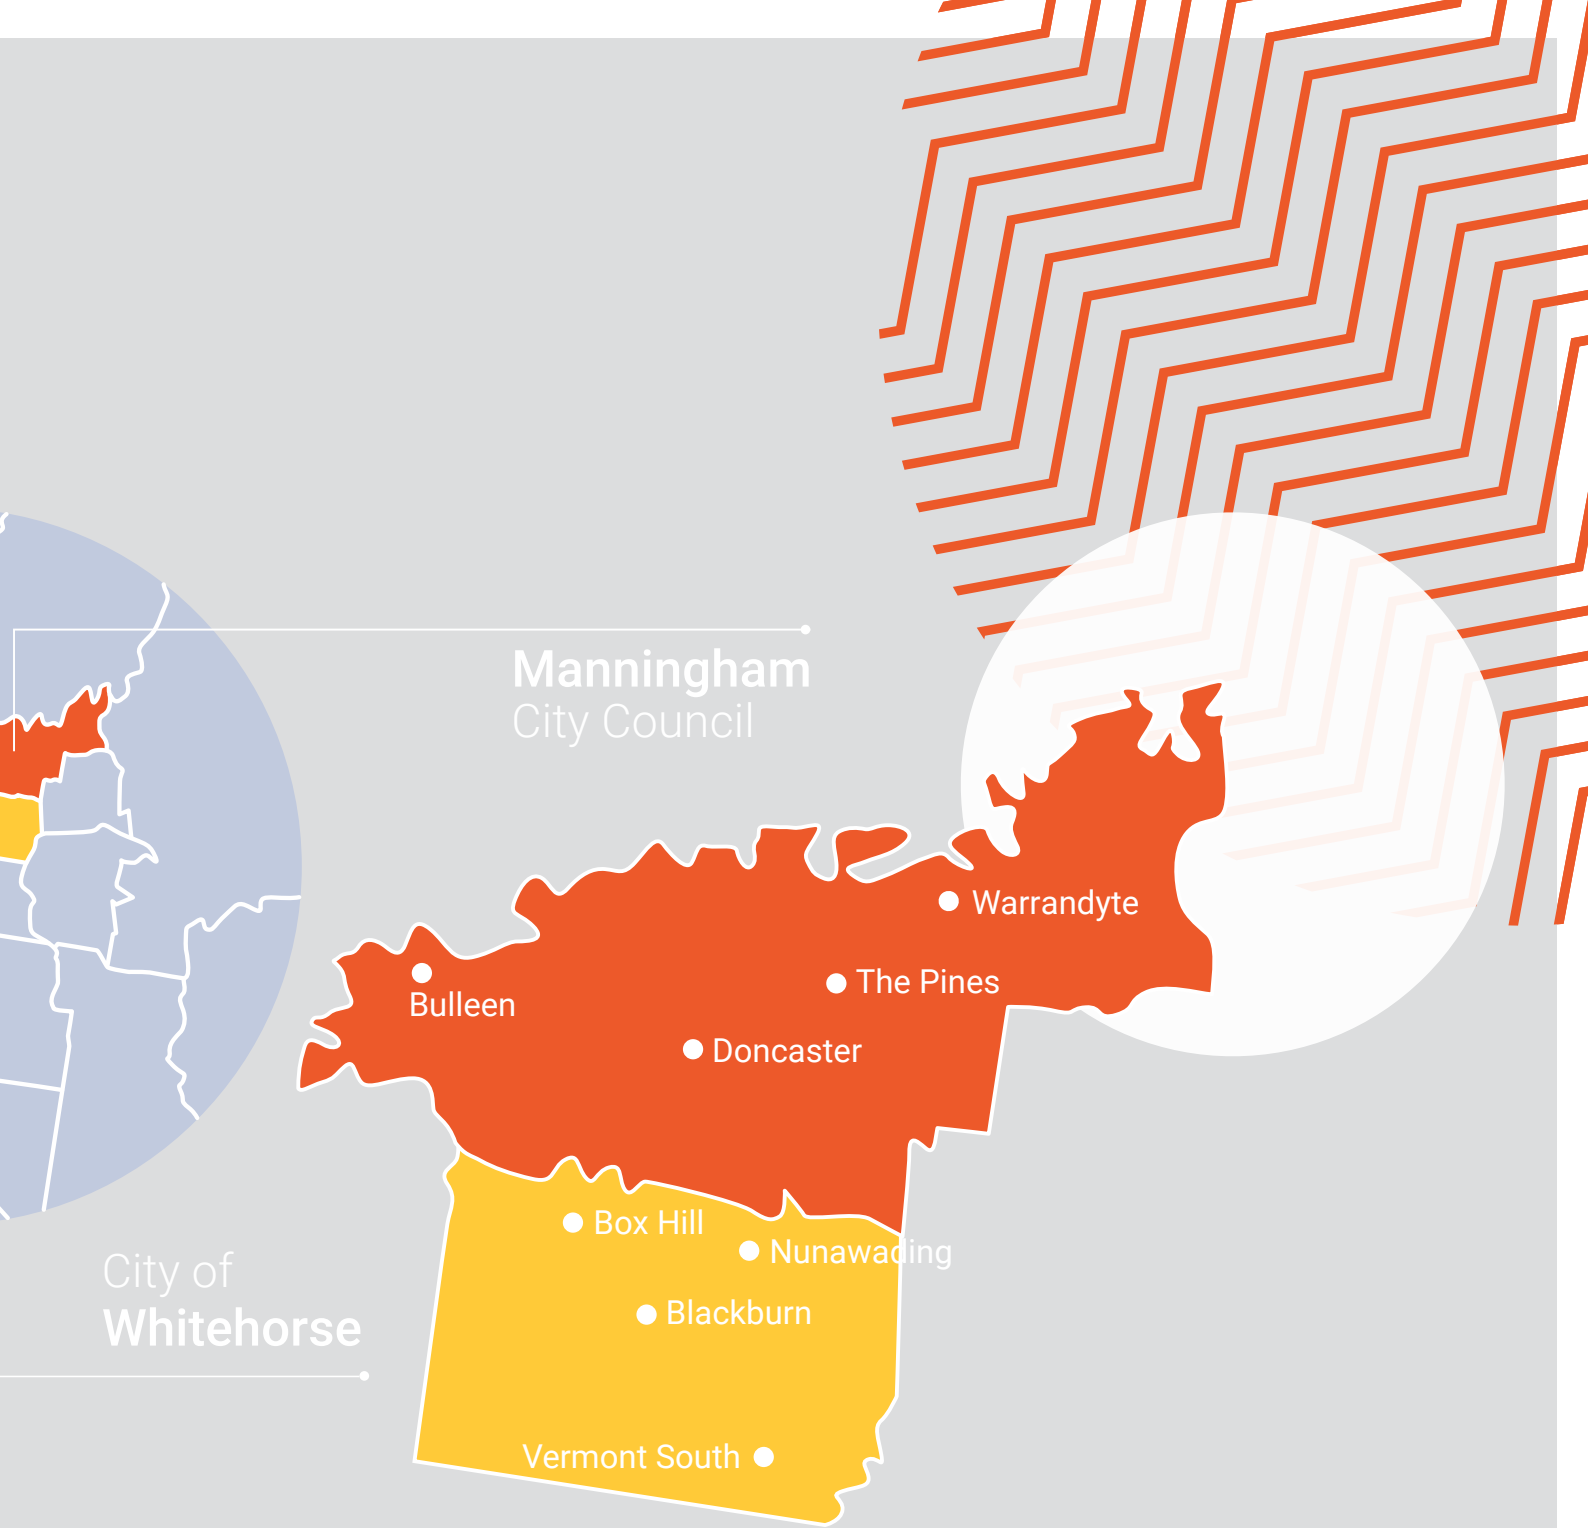 Manningham
City Council
Warrandyte
The Pines
Bulleen
Doncaster
Box Hill
Nunawading
City of
Whitehorse
Blackburn
Vermont South